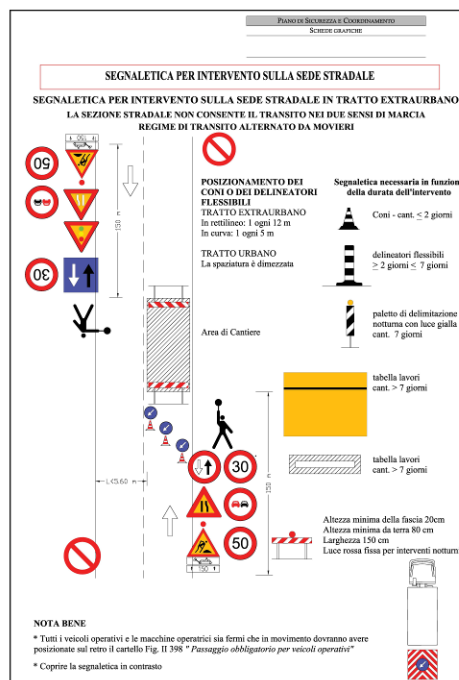 PIANO DI SICUREZZA E COORDINAMENTO
SCHEDE GRAFICHE
SEGNALETICA PER INTERVENTO SULLA SEDE STRADALE
SEGNALETICA PER INTERVENTO SULLA SEDE STRADALE IN TRATTO EXTRAURBANO
LA SEZIONE STRADALE NON CONSENTE IL TRANSITO NEI DUE SENSI DI MARCIA
REGIME DI TRANSITO ALTERNATO DA MOVIERI
150
50
30
150 m
POSIZIONAMENTO DEI
CONI O DEI DELINEATORI
FLESSIBILI
TRATTO EXTRAURBANO
In rettilineo: 1 ogni 12 m
In curva: 1 ogni 5 m
TRATTO URBANO
La spaziatura è dimezzata
Area di Cantiere
Segnaletica necessaria in funzion
della durata dell'intervento
Coni - cant. ≤ 2 giorni
delineatori flessibili
≥ 2 giorni ≤ 7 giorni
paletto di delimitazione
notturna con luce gialla
cant. 7 giorni
tabella lavori
cant. > 7 giorni
tabella lavori
cant. > 7 giorni
L<5.60 m
30
50
150
150 m
Altezza minima della fascia 20cm
Altezza minima da terra 80 cm
Larghezza 150 cm
Luce rossa fissa per interventi notturn
NOTA BENE
* Tutti i veicoli operativi e le macchine operatrici sia fermi che in movimento dovranno avere
posizionate sul retro il cartello Fig. II 398 " Passaggio obbligatorio per veicoli operativi"
* Coprire la segnaletica in contrasto